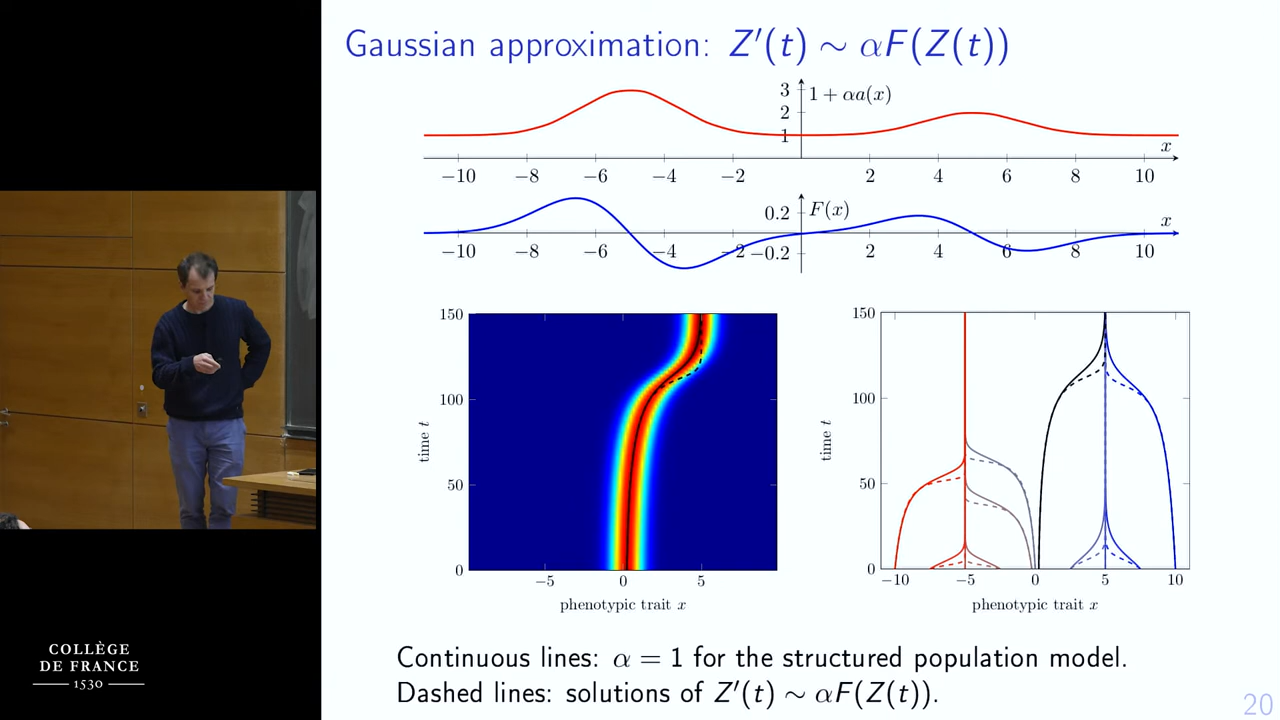 Gaussian approximation: Z′(t) ∼ αF(Z(t))
3
1 + αa(x)
2
1
x
−10 −8 −6 −4 −2 2 4 6 8 10
0.2
F(x)
x
−10 −8 −6 −4 −2 −0.2 2 4 6 8 10
150
100
50
0
time t
−5 0 5
phenotypic trait x
150
100
50
0
time t
−10 −5 0 5 10
phenotypic trait x
Continuous lines: α = 1 for the structured population model.
Dashed lines: solutions of Z′(t) ∼ αF(Z(t)).
20
COLLÈGE
DE FRANCE
1530